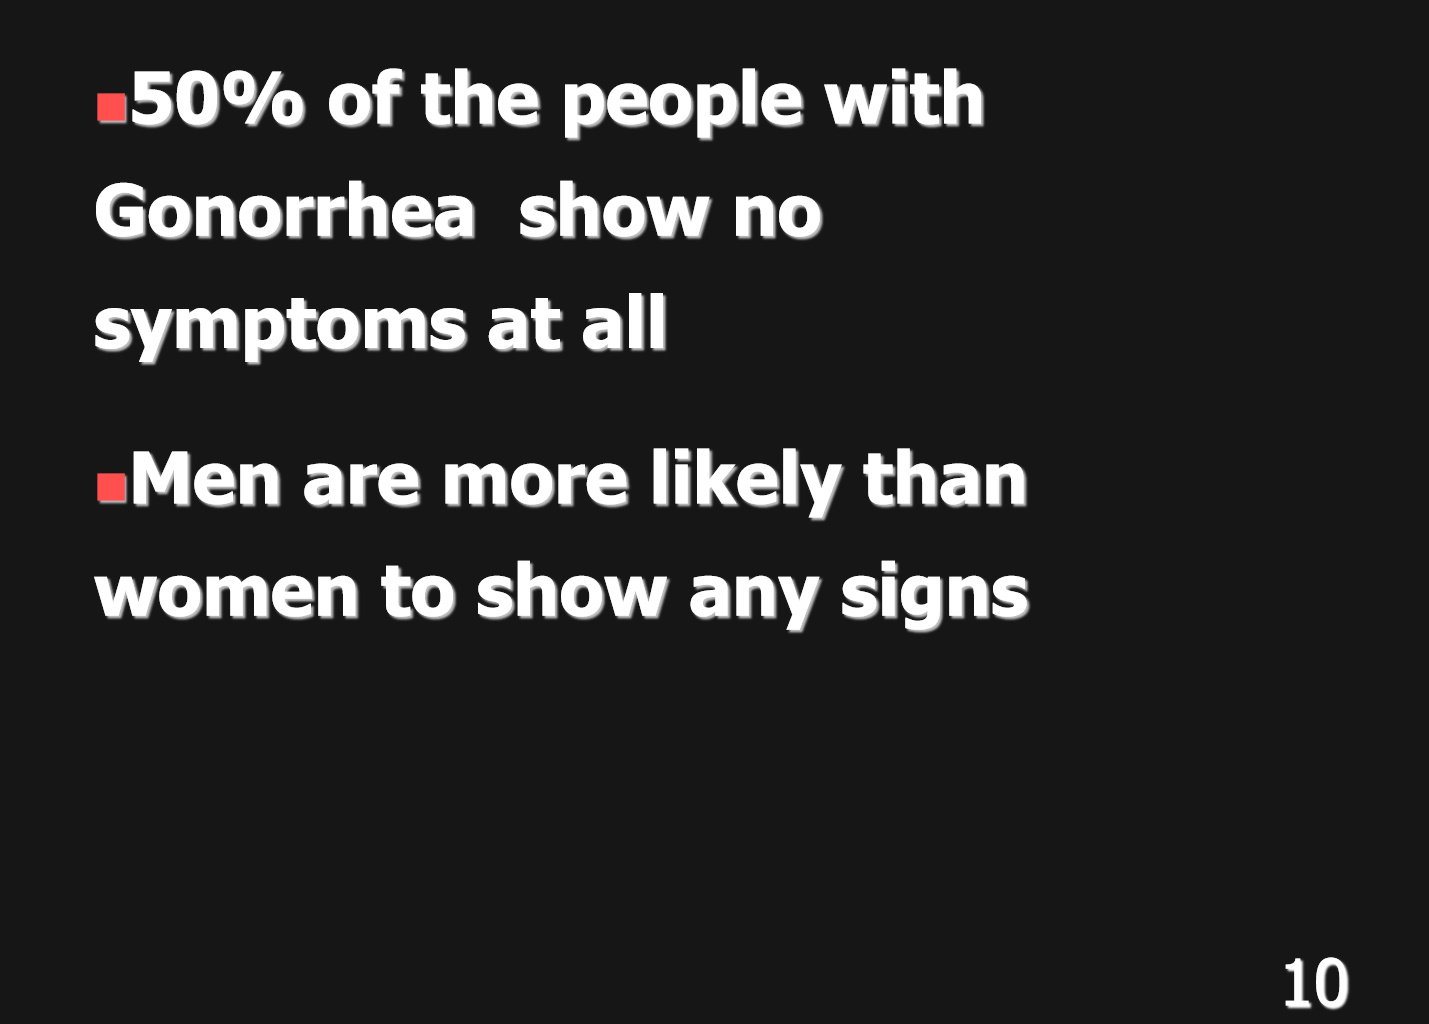 ▪50% of the people with
Gonorrhea  show no
symptoms at all
▪Men are more likely than
women to show any signs
10